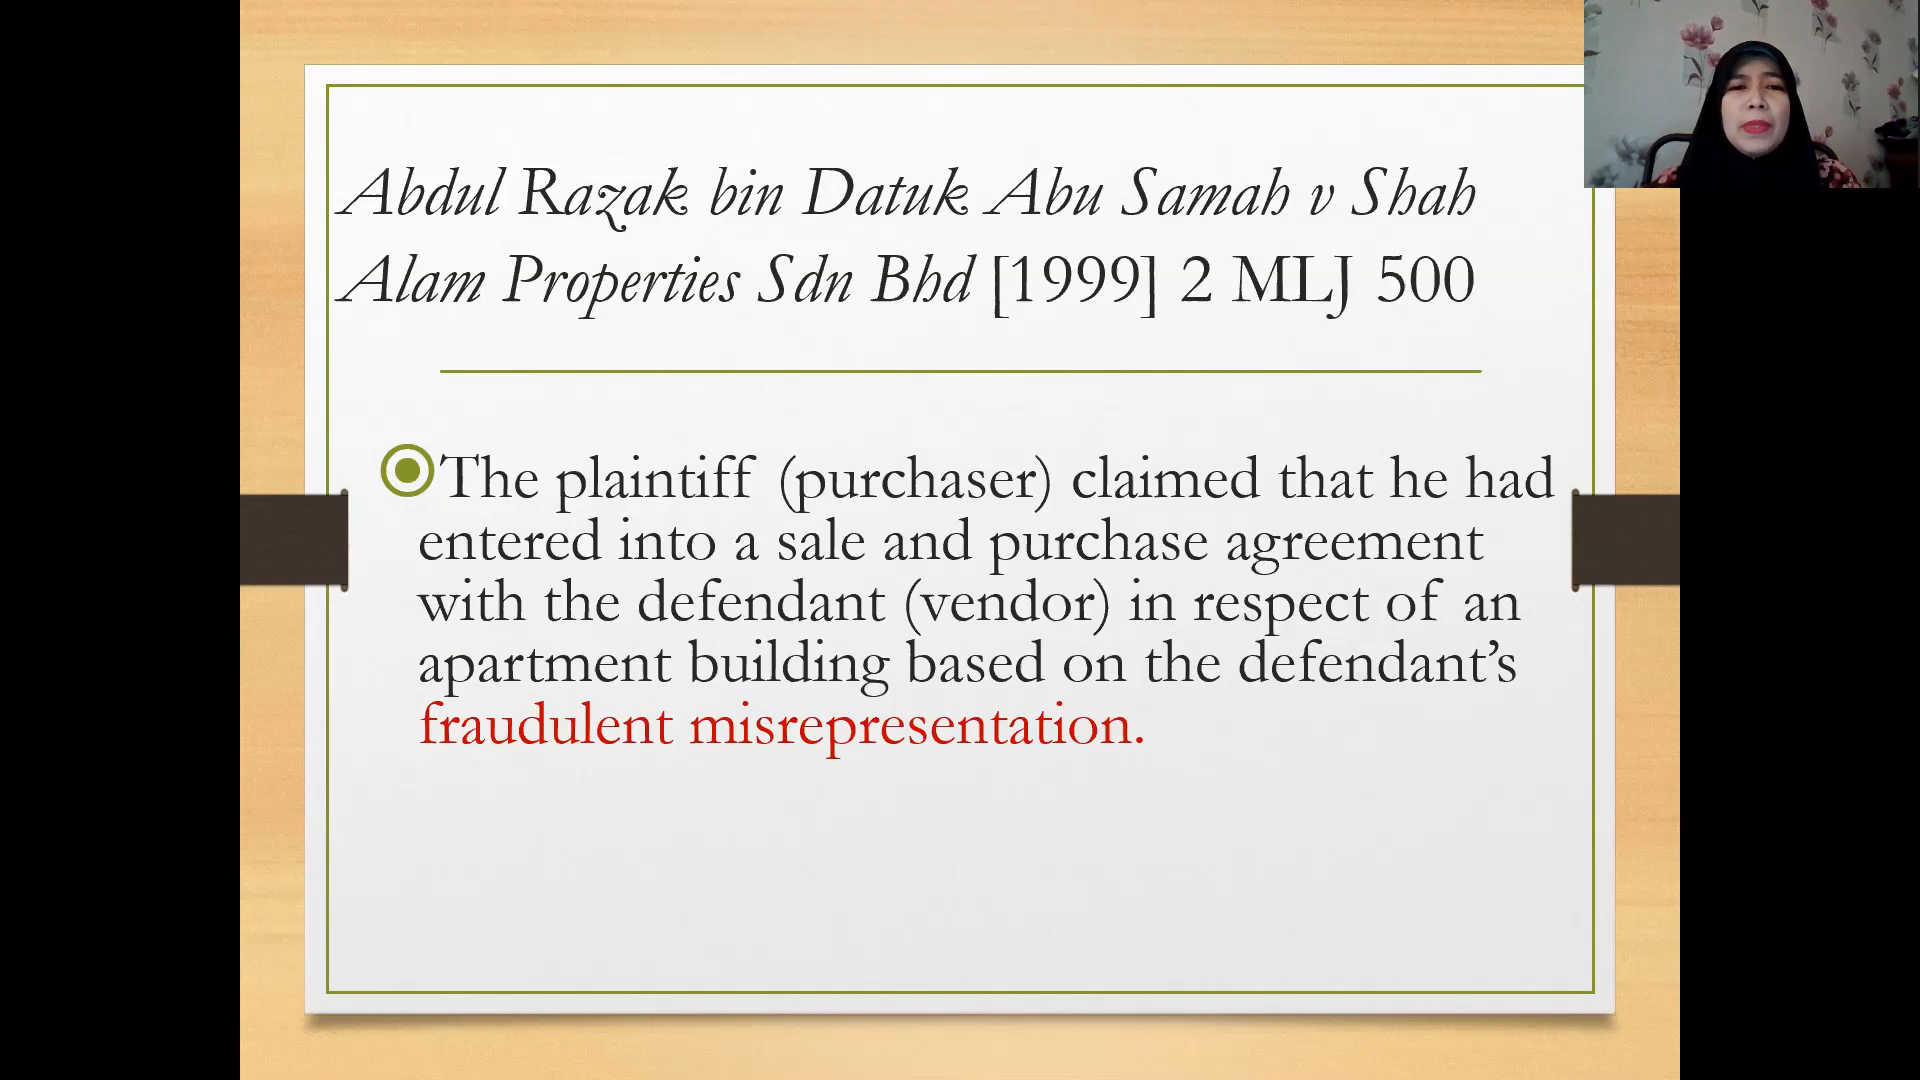 Abdul Razak bin Datuk Abu Samah v Shah
Alam Properties Sdn Bhd [1999] 2 MLJ 500
The plaintiff (purchaser) claimed that he had
entered into a sale and purchase agreement
with the defendant (vendor) in respect of an
apartment building based on the defendant’s
fraudulent misrepresentation.